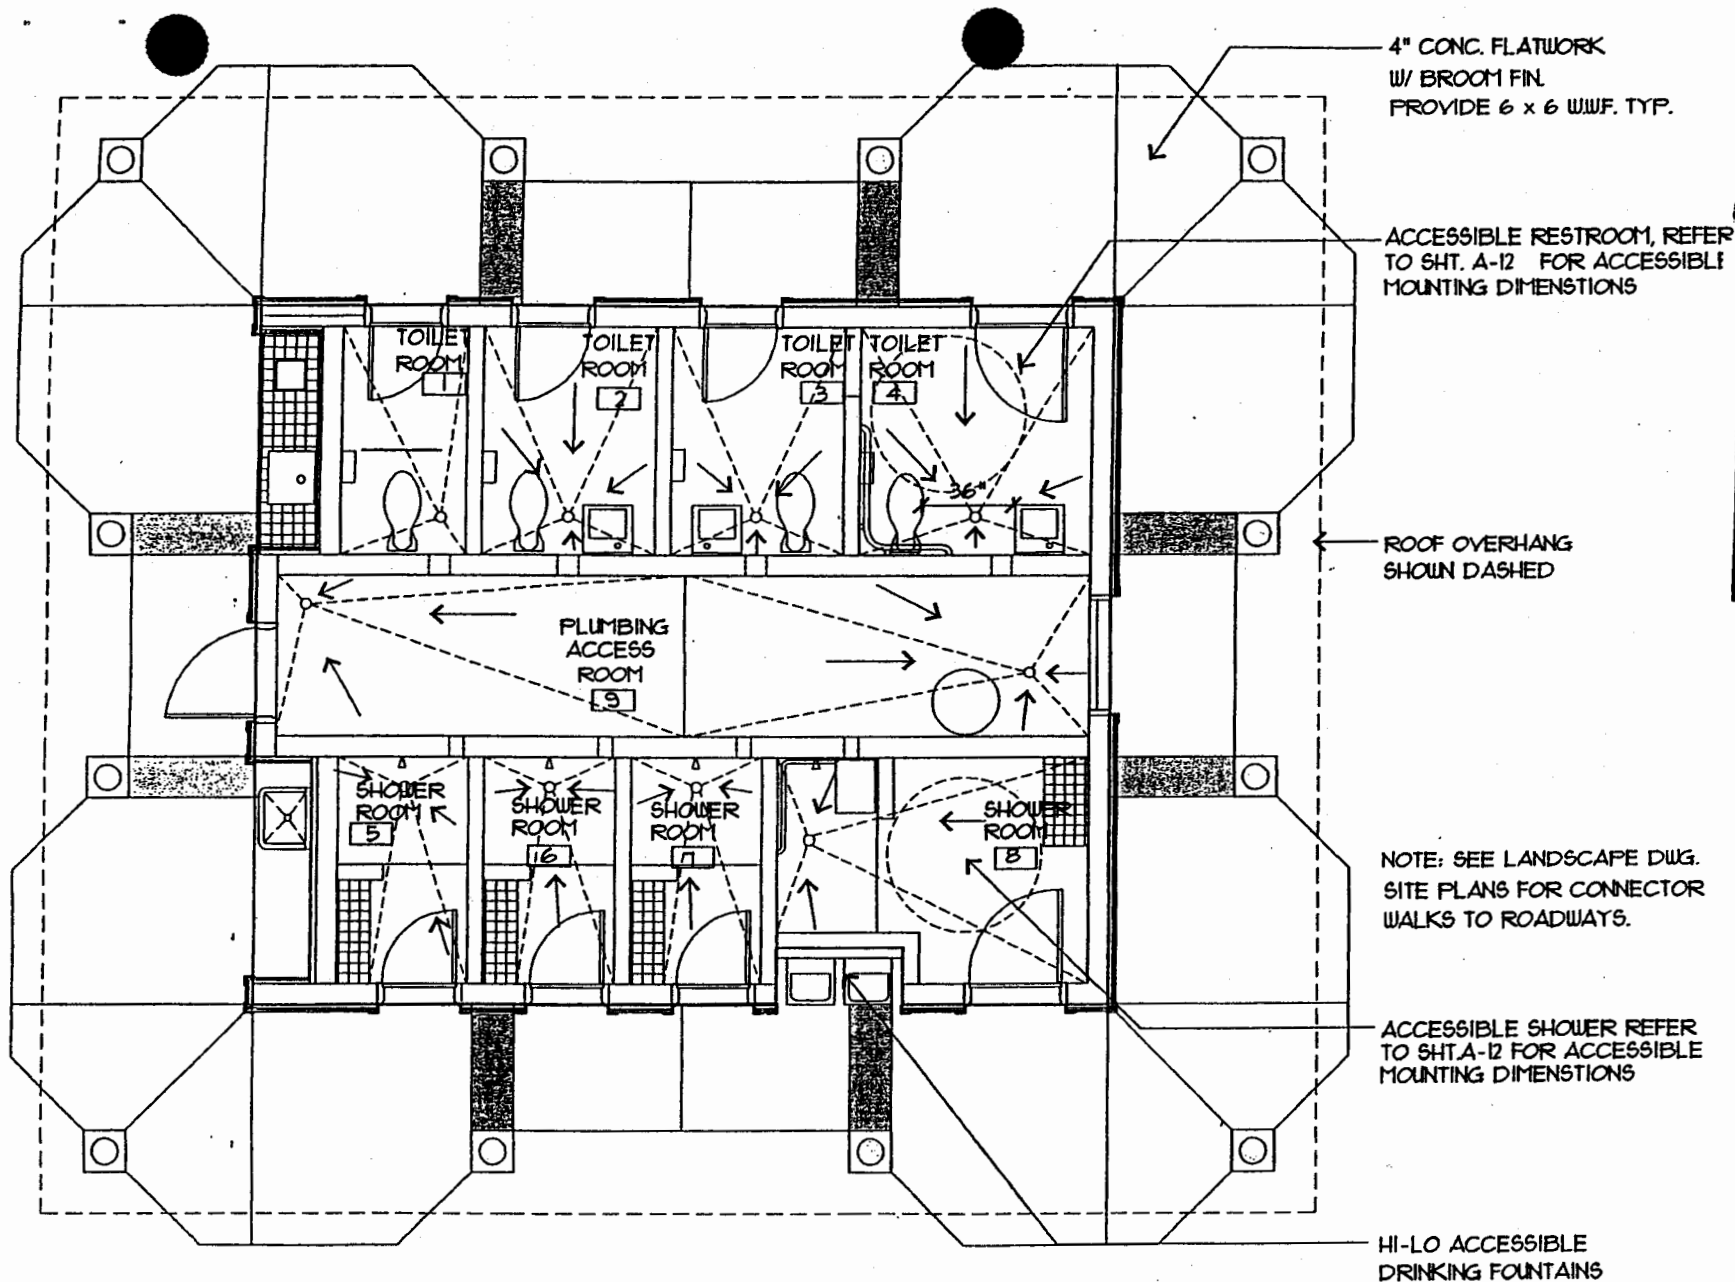 4" CONC. FLATWORK
W/ BROOM FIN.
PROVIDE 6 x 6 W.W.F. TYP.
ACCESSIBLE RESTROOM, REFER
TO SHT. A-12 FOR ACCESSIBLE
MOUNTING DIMENSTIONS
TOILET
ROOM
1
TOILET
ROOM
2
TOILET
ROOM
3
TOILET
ROOM
4
36"
ROOF OVERHANG
SHOWN DASHED
PLUMBING
ACCESS
ROOM
9
SHOWER
ROOM
5
SHOWER
ROOM
16
SHOWER
ROOM
SHOWER
ROOM
8
NOTE: SEE LANDSCAPE DWG.
SITE PLANS FOR CONNECTOR
WALKS TO ROADWAYS.
ACCESSIBLE SHOWER REFER
TO SHT.A-12 FOR ACCESSIBLE
MOUNTING DIMENSTIONS
HI-LO ACCESSIBLE
DRINKING FOUNTAINS